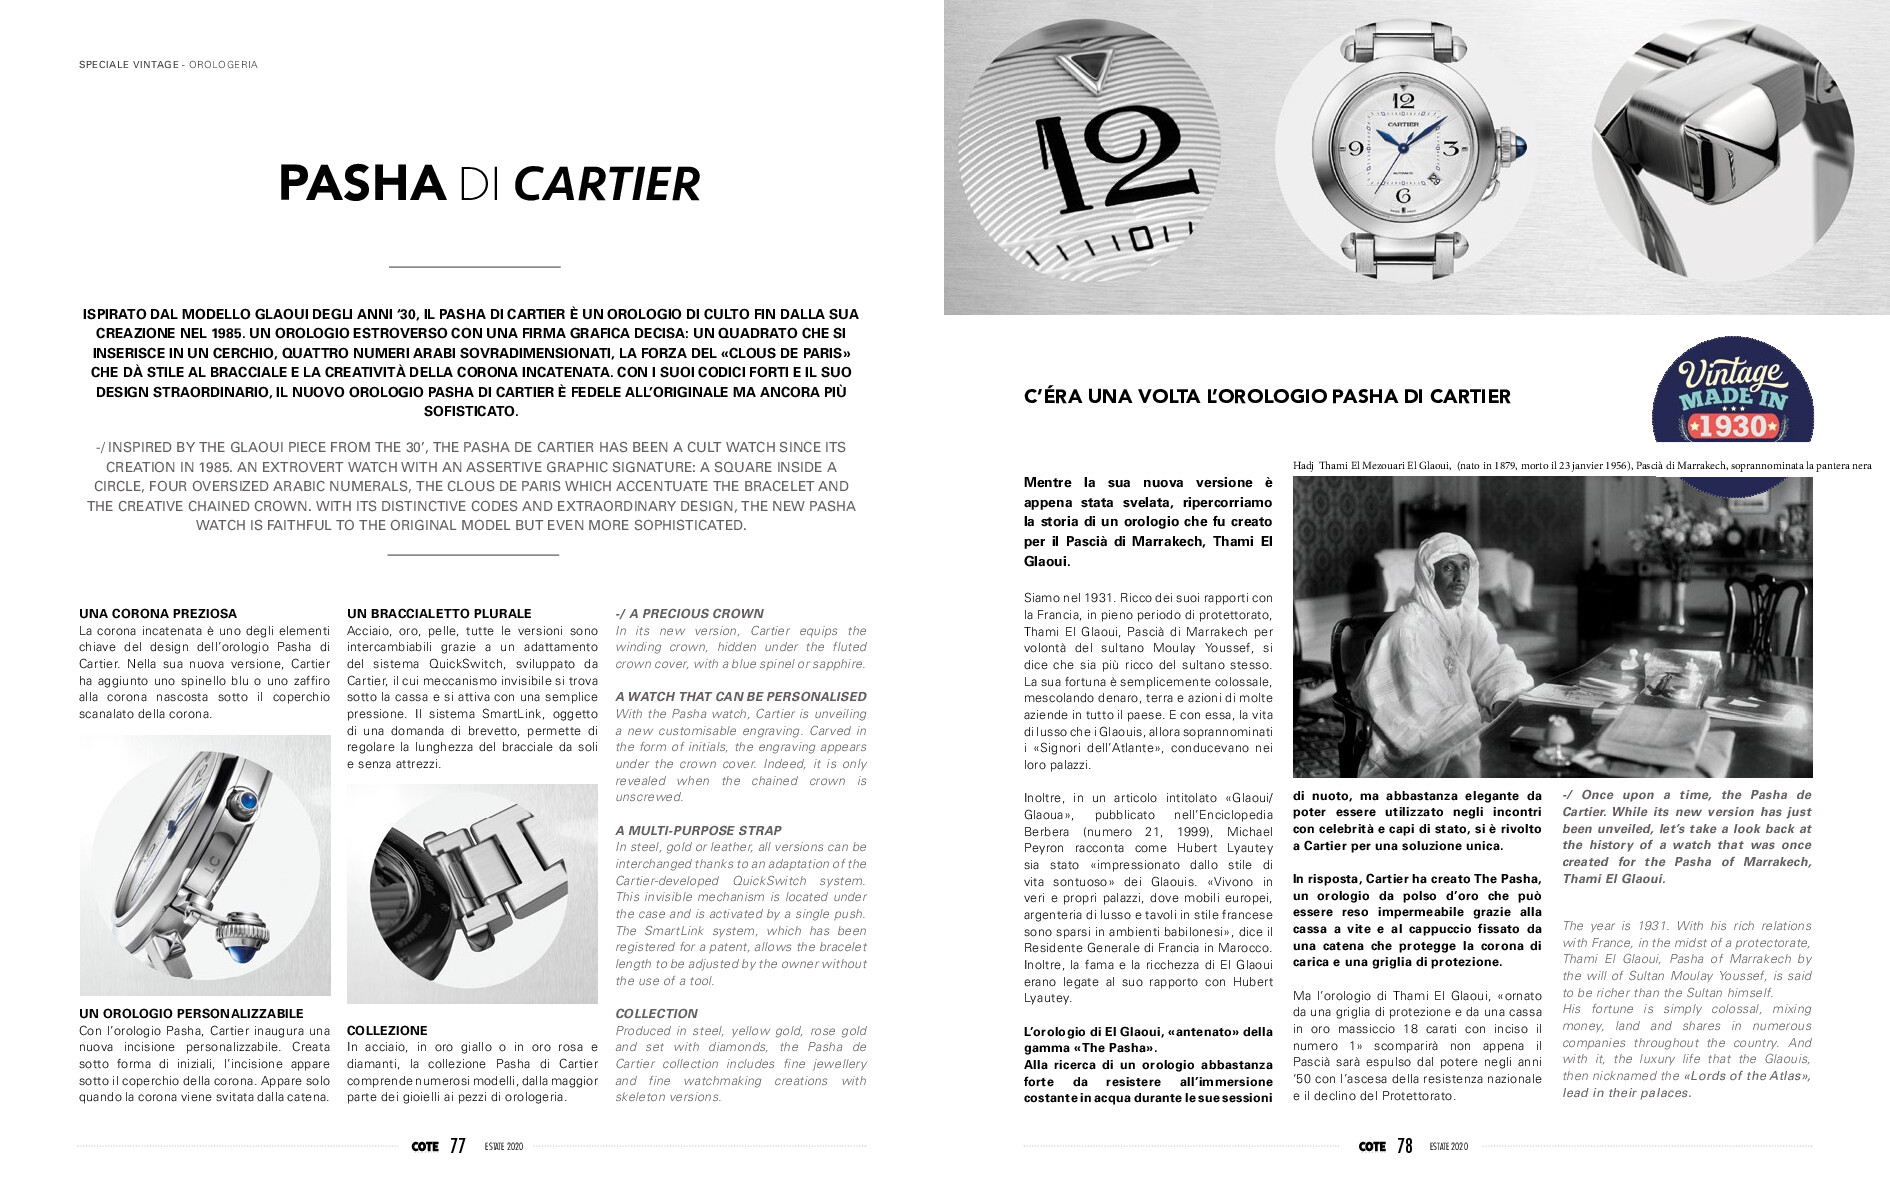 SPECIALE VINTAGE - OROLOGERIA
PASHA DI CARTIER
ISPIRATO DAL MODELLO GLAOUI DEGLI ANNI '30, IL PASHA DI CARTIER È UN OROLOGIO DI CULTO FIN DALLA SUA
CREAZIONE NEL 1985. UN OROLOGIO ESTROVERSO CON UNA FIRMA GRAFICA DECISA: UN QUADRATO CHE SI
INSERISCE IN UN CERCHIO, QUATTRO NUMERI ARABI SOVRADIMENSIONATI, LA FORZA DEL «CLOUS DE PARIS»
CHE DÀ STILE AL BRACCIALE E LA CREATIVITÀ DELLA CORONA INCATENATA. CON I SUOI CODICI FORTI E IL SUO
DESIGN STRAORDINARIO, IL NUOVO OROLOGIO PASHA DI CARTIER È FEDELE ALL'ORIGINALE MA ANCORA PIÙ
SOFISTICATO.
-/ INSPIRED BY THE GLAOUI PIECE FROM THE 30', THE PASHA DE CARTIER HAS BEEN A CULT WATCH SINCE ITS
CREATION IN 1985. AN EXTROVERT WATCH WITH AN ASSERTIVE GRAPHIC SIGNATURE: A SQUARE INSIDE A
CIRCLE, FOUR OVERSIZED ARABIC NUMERALS, THE CLOUS DE PARIS WHICH ACCENTUATE THE BRACELET AND
THE CREATIVE CHAINED CROWN. WITH ITS DISTINCTIVE CODES AND EXTRAORDINARY DESIGN, THE NEW PASHA
WATCH IS FAITHFUL TO THE ORIGINAL MODEL BUT EVEN MORE SOPHISTICATED.
UNA CORONA PREZIOSA
La corona incatenata è uno degli elementi
chiave del design dell'orologio Pasha di
Cartier. Nella sua nuova versione, Cartier
ha aggiunto uno spinello blu o uno zaffiro
alla corona nascosta sotto il coperchio
scanalato della corona.
L.C
UN OROLOGIO PERSONALIZZABILE
Con l'orologio Pasha, Cartier inaugura una
nuova incisione personalizzabile. Creata
sotto forma di iniziali, l'incisione appare
sotto il coperchio della corona. Appare solo
quando la corona viene svitata dalla catena.
UN BRACCIALETTO PLURALE
Acciaio, oro, pelle, tutte le versioni sono
intercambiabili grazie a un adattamento
del sistema QuickSwitch, sviluppato da
Cartier, il cui meccanismo invisibile si trova
sotto la cassa e si attiva con una semplice
pressione. Il sistema SmartLink, oggetto
di una domanda di brevetto, permette di
regolare la lunghezza del bracciale da soli
e senza attrezzi.
COLLEZIONE
In acciaio, in oro giallo o in oro rosa e
diamanti, la collezione Pasha di Cartier
comprende numerosi modelli, dalla maggior
parte dei gioielli ai pezzi di orologeria.
-/ A PRECIOUS CROWN
In its new version, Cartier equips the
winding crown, hidden under the fluted
crown cover, with a blue spinel or sapphire.
A WATCH THAT CAN BE PERSONALISED
With the Pasha watch, Cartier is unveiling
a new customisable engraving. Carved in
the form of initials, the engraving appears
under the crown cover. Indeed, it is only
revealed when the chained crown is
unscrewed.
A MULTI-PURPOSE STRAP
In steel, gold or leather, all versions can be
interchanged thanks to an adaptation of the
Cartier-developed QuickSwitch system.
This invisible mechanism is located under
the case and is activated by a single push.
The SmartLink system, which has been
registered for a patent, allows the bracelet
length to be adjusted by the owner without
the use of a tool.
COLLECTION
Produced in steel, yellow gold, rose gold
and set with diamonds, the Pasha de
Cartier collection includes fine jewellery
and fine watchmaking creations with
skeleton versions.
COTE 77 ESTATE 2020
12
12
CARTIER
9 3
AUTOMATIC
6
C'ÉRA UNA VOLTA L'OROLOGIO PASHA DI CARTIER
Vintage
MADE IN
1930
Hadj Thami El Mezouari El Glaoui, (nato in 1879, morto il 23 janvier 1956), Pascià di Marrakech, soprannominata la pantera nera
Mentre la sua nuova versione è
appena stata svelata, ripercorriamo
la storia di un orologio che fu creato
per il Pascià di Marrakech, Thami El
Glaoui.
Siamo nel 1931. Ricco dei suoi rapporti con
la Francia, in pieno periodo di protettorato,
Thami El Glaoui, Pascià di Marrakech per
volontà del sultano Moulay Youssef, si
dice che sia più ricco del sultano stesso.
La sua fortuna è semplicemente colossale,
mescolando denaro, terra e azioni di molte
aziende in tutto il paese. E con essa, la vita
di lusso che i Glaouis, allora soprannominati
i «Signori dell'Atlante», conducevano nei
loro palazzi.
Inoltre, in un articolo intitolato «Glaoui/
Glaoua», pubblicato nell'Enciclopedia
Berbera (numero 21, 1999), Michael
Peyron racconta come Hubert Lyautey
sia stato «impressionato dallo stile di
vita sontuoso» dei Glaouis. «Vivono in
veri e propri palazzi, dove mobili europei,
argenteria di lusso e tavoli in stile francese
sono sparsi in ambienti babilonesi», dice il
Residente Generale di Francia in Marocco.
Inoltre, la fama e la ricchezza di El Glaoui
erano legate al suo rapporto con Hubert
Lyautey.
L'orologio di El Glaoui, «antenato» della
gamma «The Pasha».
Alla ricerca di un orologio abbastanza
forte da resistere all'immersione
costante in acqua durante le sue sessioni
di nuoto, ma abbastanza elegante da
poter essere utilizzato negli incontri
con celebrità e capi di stato, si è rivolto
a Cartier per una soluzione unica.
In risposta, Cartier ha creato The Pasha,
un orologio da polso d'oro che può
essere reso impermeabile grazie alla
cassa a vite e al cappuccio fissato da
una catena che protegge la corona di
carica e una griglia di protezione.
Ma l'orologio di Thami El Glaoui, «ornato
da una griglia di protezione e da una cassa
in oro massiccio 18 carati con inciso il
numero 1» scomparirà non appena il
Pascià sarà espulso dal potere negli anni
'50 con l'ascesa della resistenza nazionale
e il declino del Protettorato.
-/ Once upon a time, the Pasha de
Cartier. While its new version has just
been unveiled, let's take a look back at
the history of a watch that was once
created for the Pasha of Marrakech,
Thami El Glaoui.
The year is 1931. With his rich relations
with France, in the midst of a protectorate,
Thami El Glaoui, Pasha of Marrakech by
the will of Sultan Moulay Youssef, is said
to be richer than the Sultan himself.
His fortune is simply colossal, mixing
money, land and shares in numerous
companies throughout the country. And
with it, the luxury life that the Glaouis,
then nicknamed the «Lords of the Atlas»,
lead in their palaces.
COTE 78 ESTATE 2020